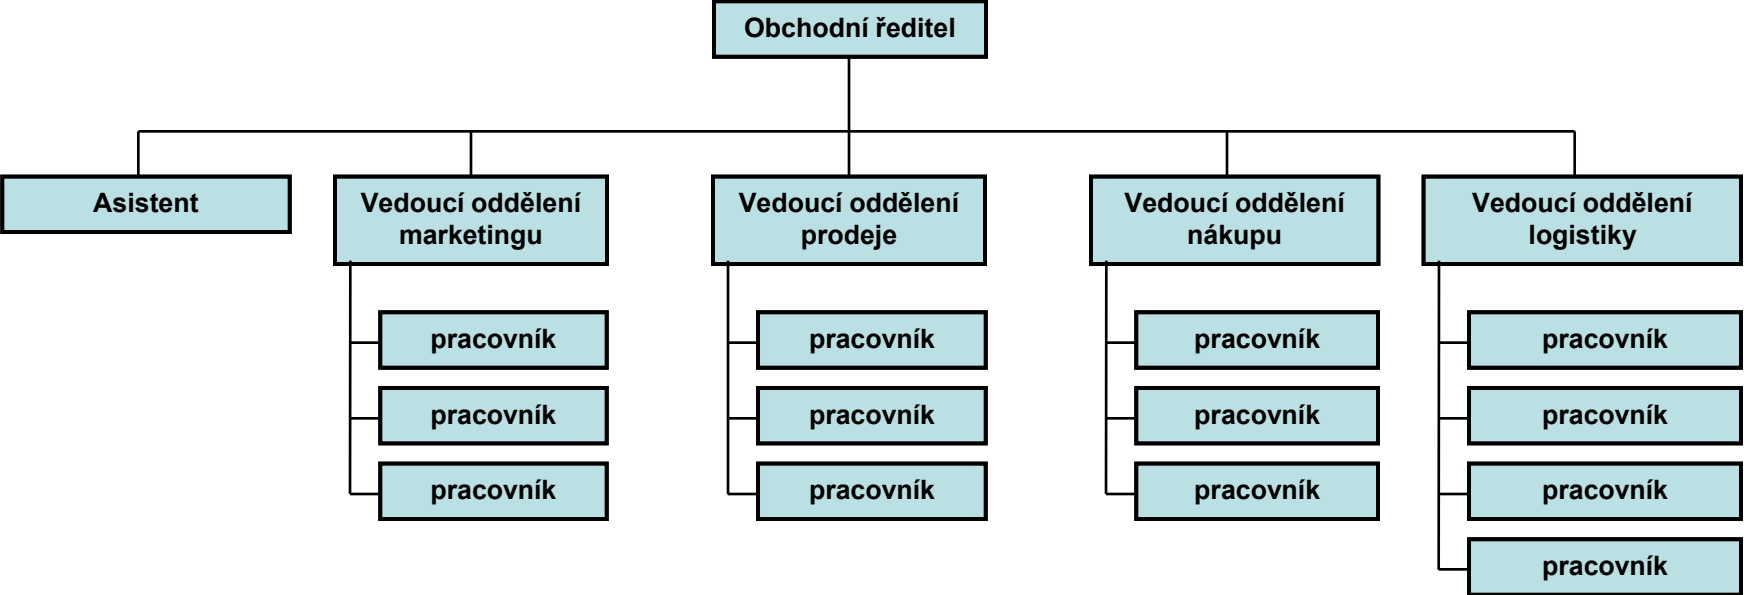 Obchodní ředitel
Asistent
Vedoucí oddělení
marketingu
Vedoucí oddělení
prodeje
Vedoucí oddělení
nákupu
Vedoucí oddělení
logistiky
pracovník
pracovník
pracovník
pracovník
pracovník
pracovník
pracovník
pracovník
pracovník
pracovník
pracovník
pracovník
pracovník